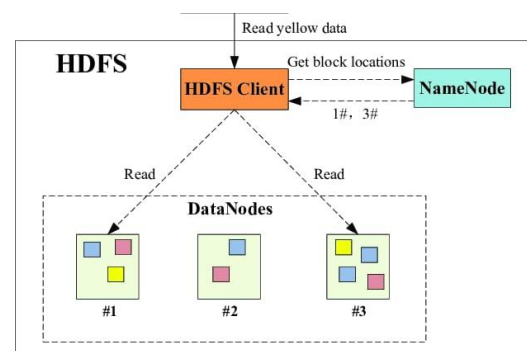 Read yellow data
HDFS
Get block locations
HDFS Client
NameNode
1#, 3#
Read
Read
DataNodes
#1
#2
#3